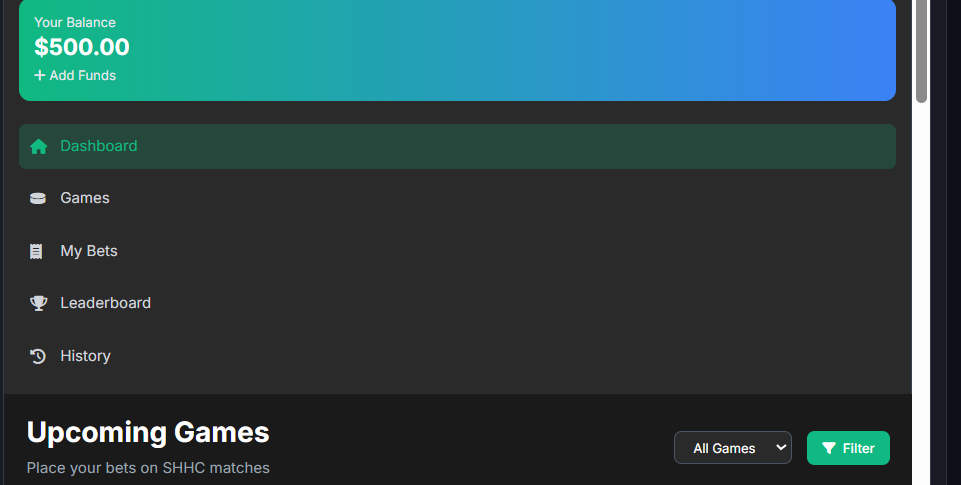 Your Balance
$500.00
+ Add Funds
Dashboard
Games
My Bets
Leaderboard
History
Upcoming Games
All Games
Filter
Place your bets on SHHC matches